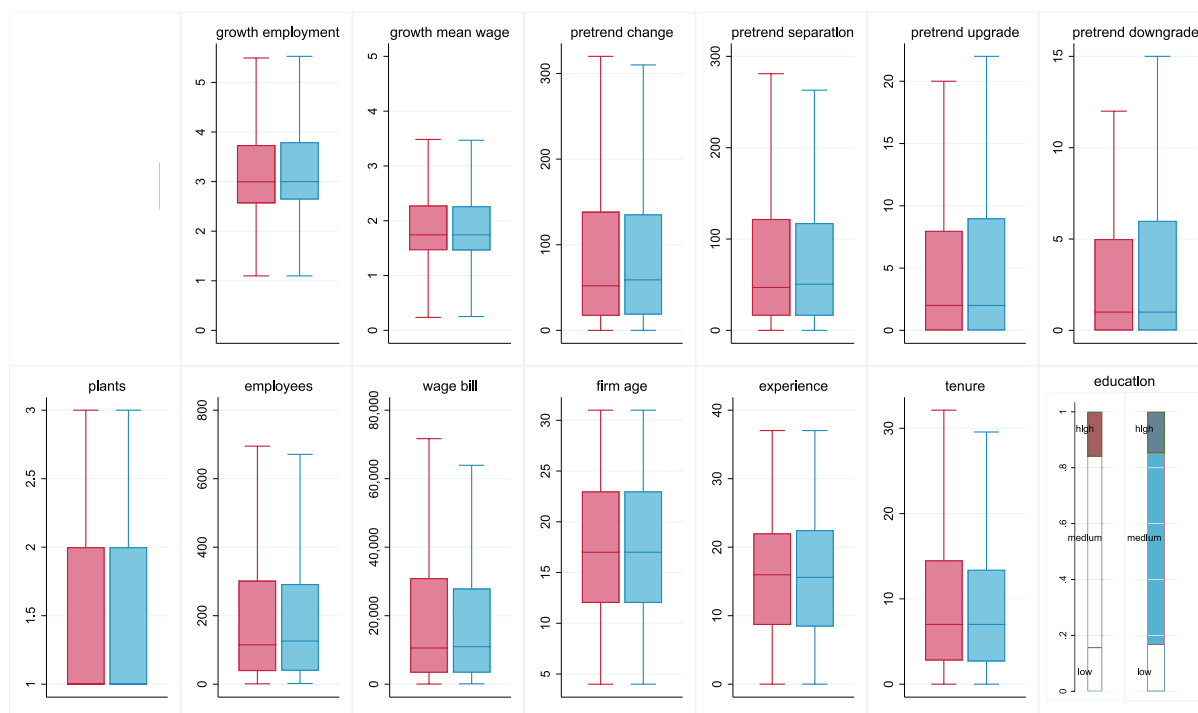 growth employment
0 1 2 3 4 5
growth mean wage
0 1 2 3 4 5
pretrend change
0 100 200 300
pretrend separation
0 100 200 300
pretrend upgrade
0 5 10 15 20
pretrend downgrade
0 5 10 15
plants
1 1.5 2 2.5 3
employees
0 200 400 600 800
wage bill
0 20,000 40,000 60,000 80,000
firm age
5 10 15 20 25 30
experience
0 10 20 30 40
tenure
0 10 20 30
education
0 .2 .4 .6 .8 1
high high
medium medium
low low